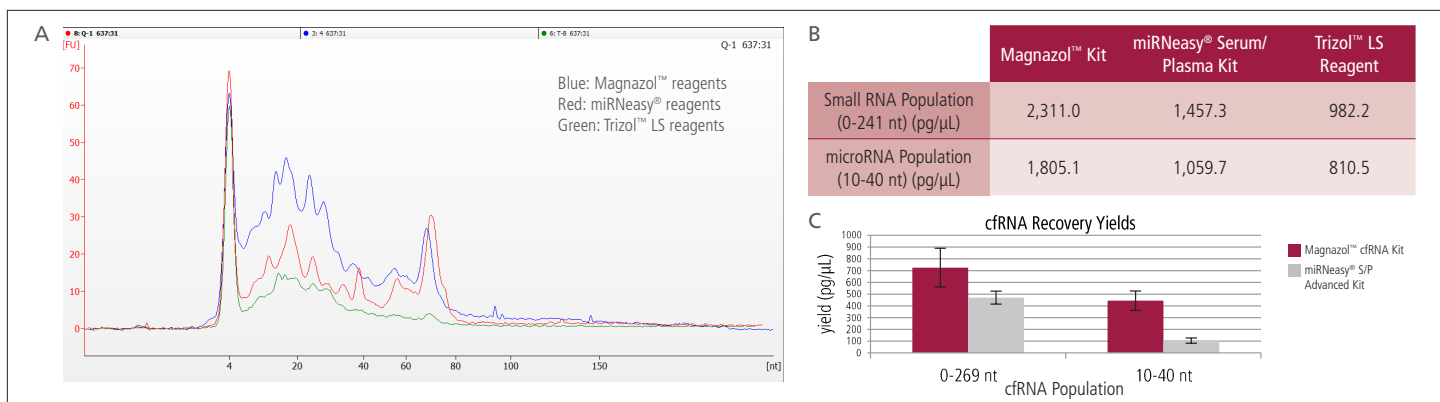 A
8: Q-1 637:31
3: 4 637:31
6: T-8 637:31
[FU]
Q-1 637:31
Blue: Magnazol™ reagents
Red: miRNeasy® reagents
Green: Trizol™ LS reagents
70
60
50
40
30
20
10
0
4 20 40 60 80 100 150 [nt]
B
Magnazol™ Kit
miRNeasy® Serum/
Plasma Kit
Trizol™ LS
Reagent
Small RNA Population
(0-241 nt) (pg/µL)
2,311.0 1,457.3 982.2
microRNA Population
(10-40 nt) (pg/µL)
1,805.1 1,059.7 810.5
C
cfRNA Recovery Yields
yield (pg/µL)
1000
900
800
700
600
500
400
300
200
100
0
0-269 nt 10-40 nt
cfRNA Population
Magnazol™ cfRNA Kit
miRNeasy® S/P
Advanced Kit